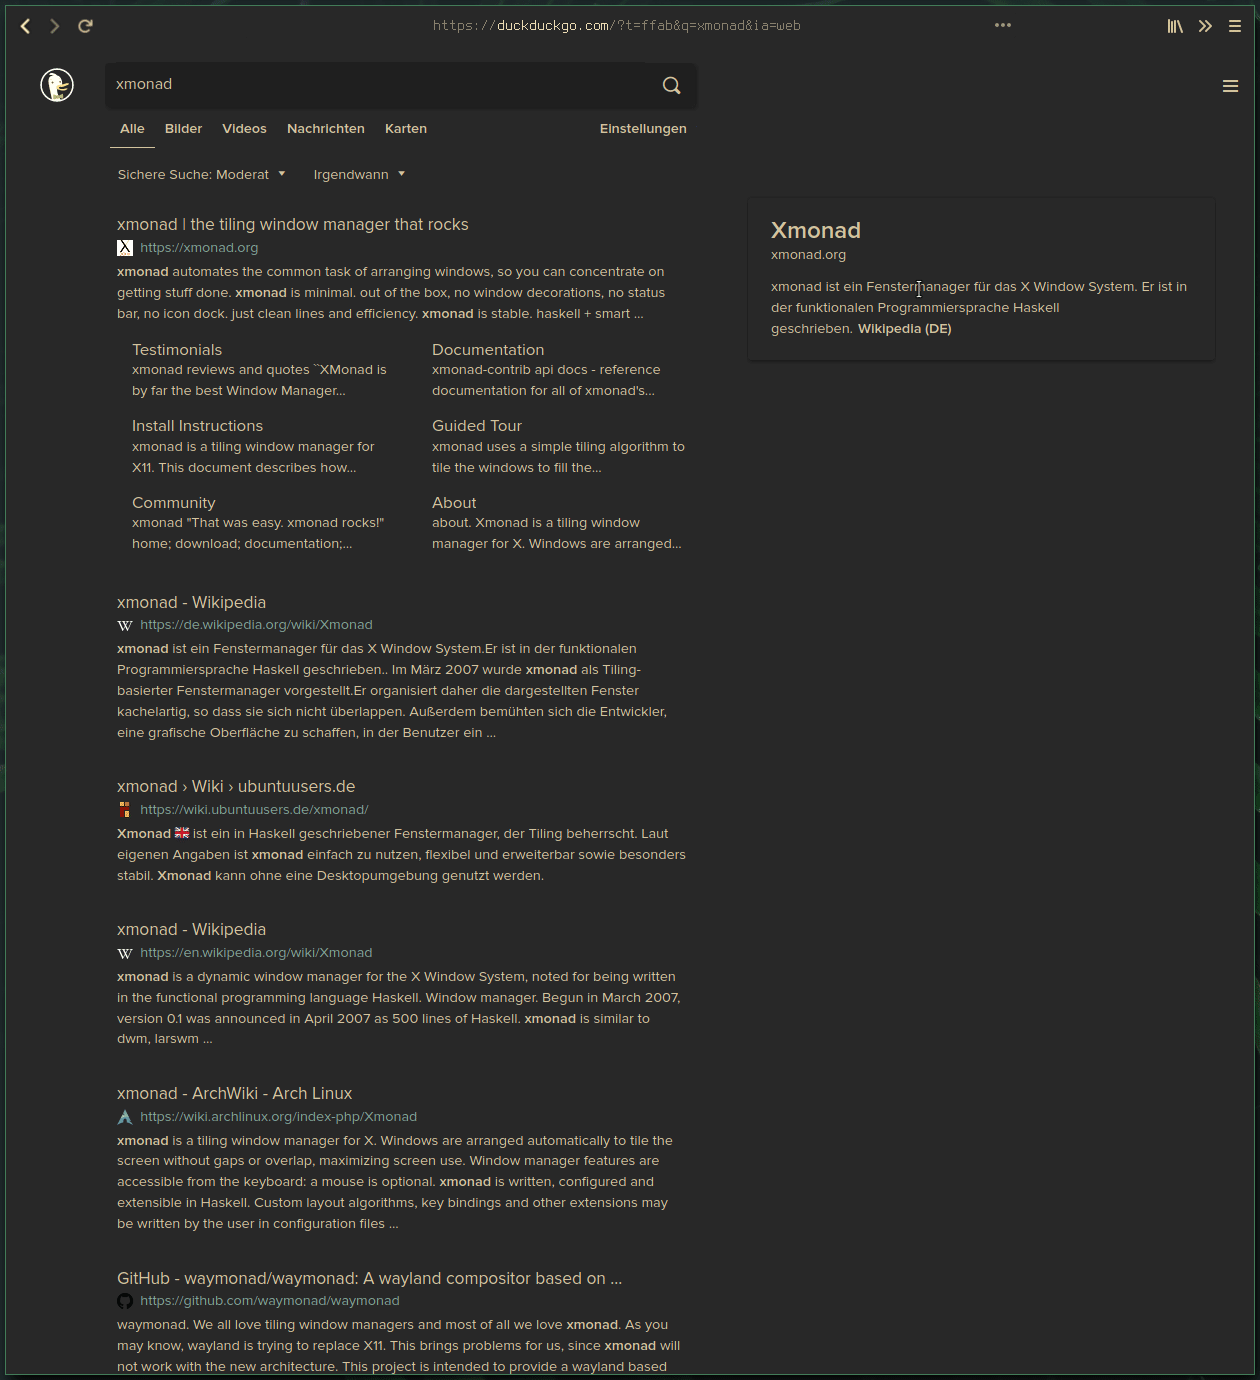 https://duckduckgo.com/?t=ffab&q=xmonad&ia=web
xmonad
Alle Bilder Videos Nachrichten Karten Einstellungen
Sichere Suche: Moderat Irgendwann
xmonad | the tiling window manager that rocks
https://xmonad.org
xmonad automates the common task of arranging windows, so you can concentrate on
getting stuff done. xmonad is minimal. out of the box, no window decorations, no status
bar, no icon dock. just clean lines and efficiency. xmonad is stable. haskell + smart ...
Testimonials
xmonad reviews and quotes ``XMonad is
by far the best Window Manager...
Documentation
xmonad-contrib api docs - reference
documentation for all of xmonad's...
Install Instructions
xmonad is a tiling window manager for
X11. This document describes how...
Guided Tour
xmonad uses a simple tiling algorithm to
tile the windows to fill the...
Community
xmonad "That was easy. xmonad rocks!"
home; download; documentation;...
About
about. Xmonad is a tiling window
manager for X. Windows are arranged...
xmonad - Wikipedia
https://de.wikipedia.org/wiki/Xmonad
xmonad ist ein Fenstermanager für das X Window System.Er ist in der funktionalen
Programmiersprache Haskell geschrieben.. Im März 2007 wurde xmonad als Tiling-
basierter Fenstermanager vorgestellt.Er organisiert daher die dargestellten Fenster
kachelartig, so dass sie sich nicht überlappen. Außerdem bemühten sich die Entwickler,
eine grafische Oberfläche zu schaffen, in der Benutzer ein ...
xmonad › Wiki › ubuntuusers.de
https://wiki.ubuntuusers.de/xmonad/
Xmonad 🇬🇧 ist ein in Haskell geschriebener Fenstermanager, der Tiling beherrscht. Laut
eigenen Angaben ist xmonad einfach zu nutzen, flexibel und erweiterbar sowie besonders
stabil. Xmonad kann ohne eine Desktopumgebung genutzt werden.
xmonad - Wikipedia
https://en.wikipedia.org/wiki/Xmonad
xmonad is a dynamic window manager for the X Window System, noted for being written
in the functional programming language Haskell. Window manager. Begun in March 2007,
version 0.1 was announced in April 2007 as 500 lines of Haskell. xmonad is similar to
dwm, larswm ...
xmonad - ArchWiki - Arch Linux
https://wiki.archlinux.org/index-php/Xmonad
xmonad is a tiling window manager for X. Windows are arranged automatically to tile the
screen without gaps or overlap, maximizing screen use. Window manager features are
accessible from the keyboard: a mouse is optional. xmonad is written, configured and
extensible in Haskell. Custom layout algorithms, key bindings and other extensions may
be written by the user in configuration files ...
GitHub - waymonad/waymonad: A wayland compositor based on ...
https://github.com/waymonad/waymonad
waymonad. We all love tiling window managers and most of all we love xmonad. As you
may know, wayland is trying to replace X11. This brings problems for us, since xmonad will
not work with the new architecture. This project is intended to provide a wayland based
Xmonad
xmonad.org
xmonad ist ein Fenstermanager für das X Window System. Er ist in
der funktionalen Programmiersprache Haskell
geschrieben. Wikipedia (DE)